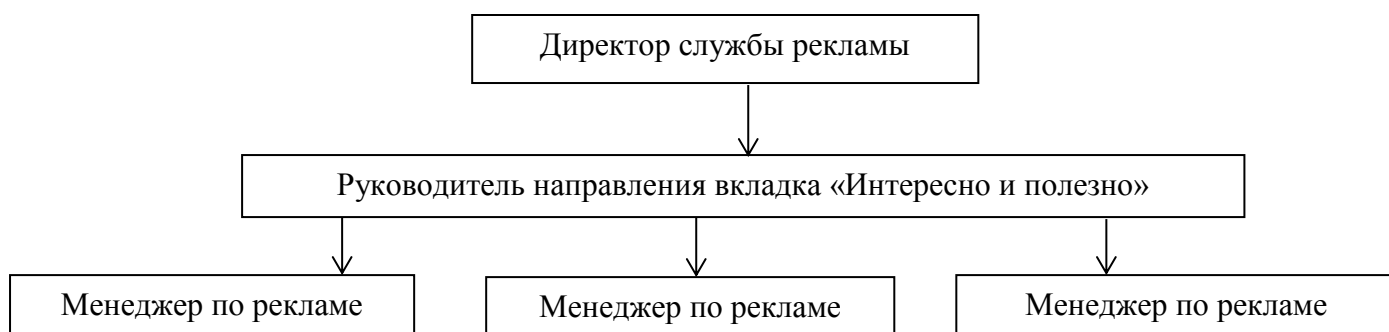 Директор службы рекламы
Руководитель направления вкладка «Интересно и полезно»
Менеджер по рекламе
Менеджер по рекламе
Менеджер по рекламе